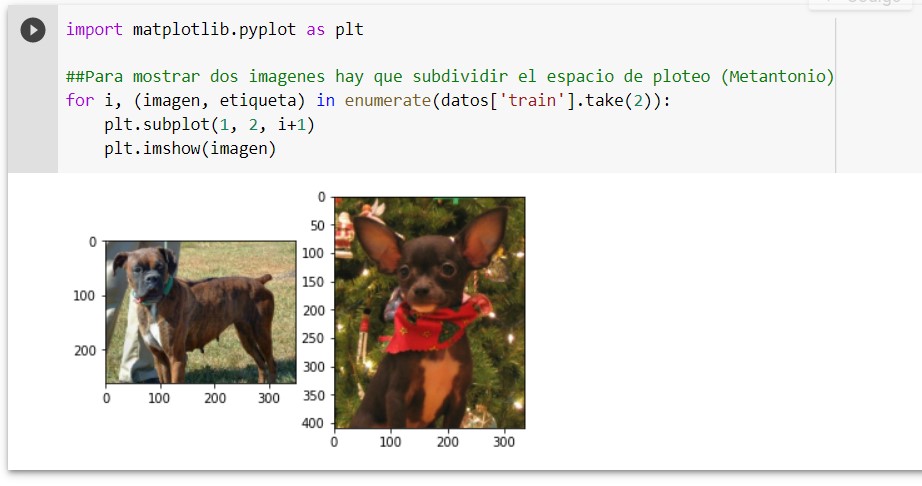 import matplotlib.pyplot as plt
##Para mostrar dos imagenes hay que subdividir el espacio de ploteo (Metantonio)
for i, (imagen, etiqueta) in enumerate(datos['train'].take(2)):
    plt.subplot(1, 2, i+1)
    plt.imshow(imagen)
0
100
200
0 100 200 300
0
50
100
150
200
250
300
350
400
0 100 200 300